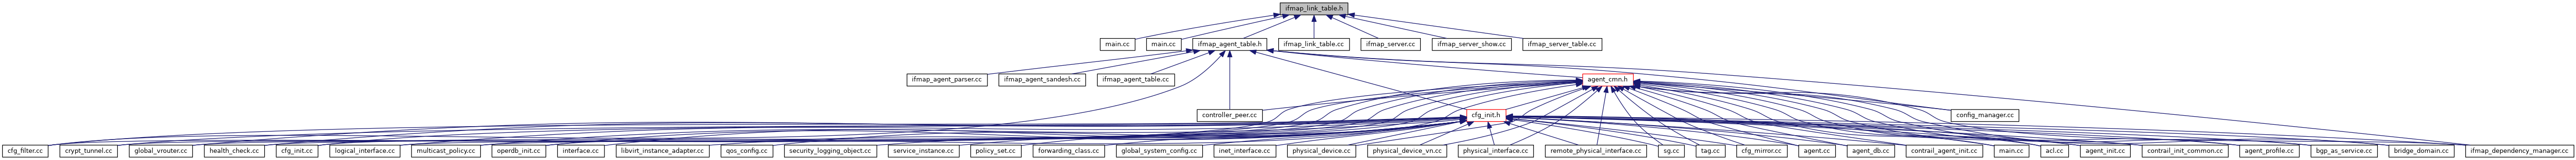 ifmap_link_table.h
main.cc
main.cc
ifmap_agent_table.h
ifmap_link_table.cc
ifmap_server.cc
ifmap_server_show.cc
ifmap_server_table.cc
ifmap_agent_parser.cc
ifmap_agent_sandesh.cc
ifmap_agent_table.cc
agent_cmn.h
controller_peer.cc
cfg_init.h
config_manager.cc
cfg_filter.cc
crypt_tunnel.cc
global_vrouter.cc
health_check.cc
cfg_init.cc
logical_interface.cc
multicast_policy.cc
operdb_init.cc
interface.cc
libvirt_instance_adapter.cc
qos_config.cc
security_logging_object.cc
service_instance.cc
policy_set.cc
forwarding_class.cc
global_system_config.cc
inet_interface.cc
physical_device.cc
physical_device_vn.cc
physical_interface.cc
remote_physical_interface.cc
sg.cc
tag.cc
cfg_mirror.cc
agent.cc
agent_db.cc
contrail_agent_init.cc
main.cc
acl.cc
agent_init.cc
contrail_init_common.cc
agent_profile.cc
bgp_as_service.cc
bridge_domain.cc
ifmap_dependency_manager.cc